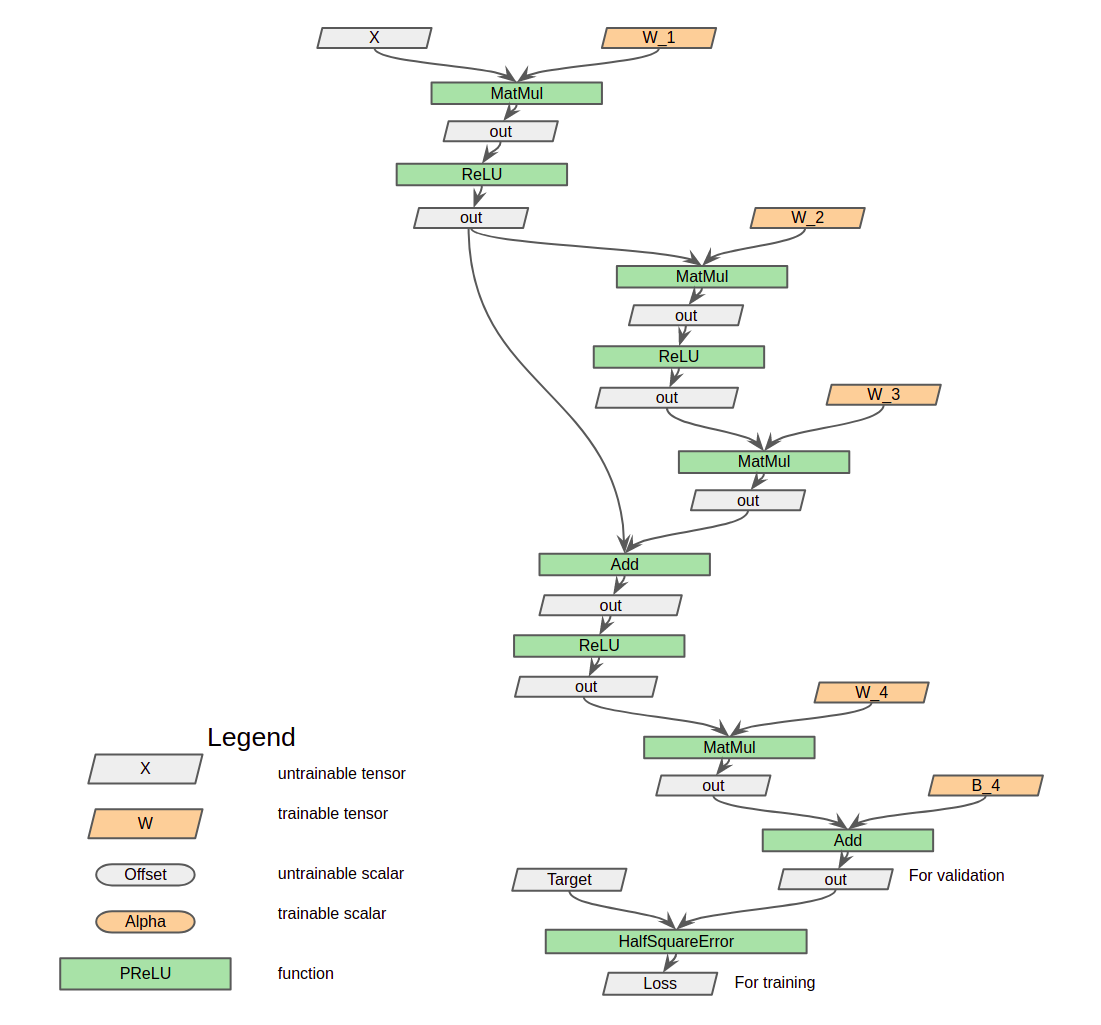 X
W_1
MatMul
out
ReLU
out
W_2
MatMul
out
ReLU
out
W_3
MatMul
out
Add
out
ReLU
out
W_4
MatMul
out
B_4
Add
out
For validation
Target
HalfSquareError
Loss
For training
Legend
X
untrainable tensor
W
trainable tensor
Offset
untrainable scalar
Alpha
trainable scalar
PReLU
function